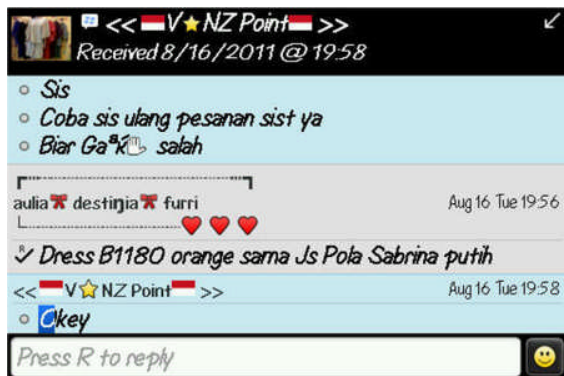 << V★NZ Point >>
Received 8/16/2011 @ 19:58
Sis
Coba sis ulang pesanan sist ya
Biar Ga salah
aulia destinjia furri
Aug 16 Tue 19:56
Dress B1180 orange sama Js Pola Sabrina putih
<< V☆NZ Point >>
Aug 16 Tue 19:58
Okey
Press R to reply